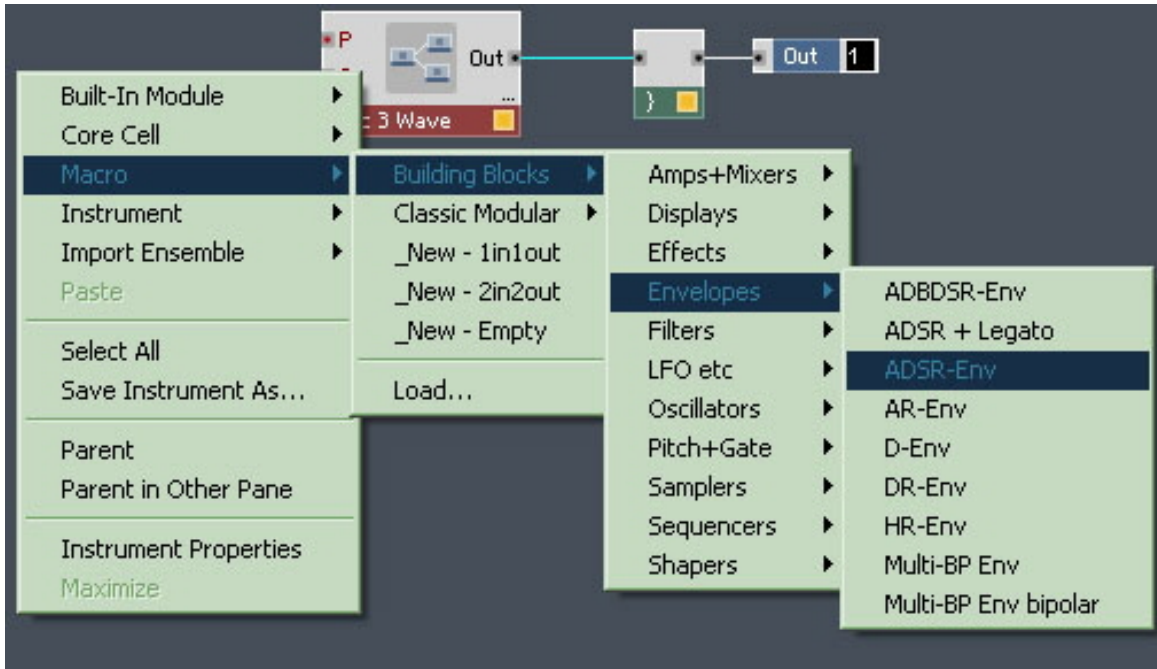 P
Out
Out 1
}
3 Wave
Built-In Module
Core Cell
Macro
Instrument
Import Ensemble
Paste
Select All
Save Instrument As...
Parent
Parent in Other Pane
Instrument Properties
Maximize
Building Blocks
Classic Modular
_New - 1in1out
_New - 2in2out
_New - Empty
Load...
Amps+Mixers
Displays
Effects
Envelopes
Filters
LFO etc
Oscillators
Pitch+Gate
Samplers
Sequencers
Shapers
ADBDSR-Env
ADSR + Legato
ADSR-Env
AR-Env
D-Env
DR-Env
HR-Env
Multi-BP Env
Multi-BP Env bipolar